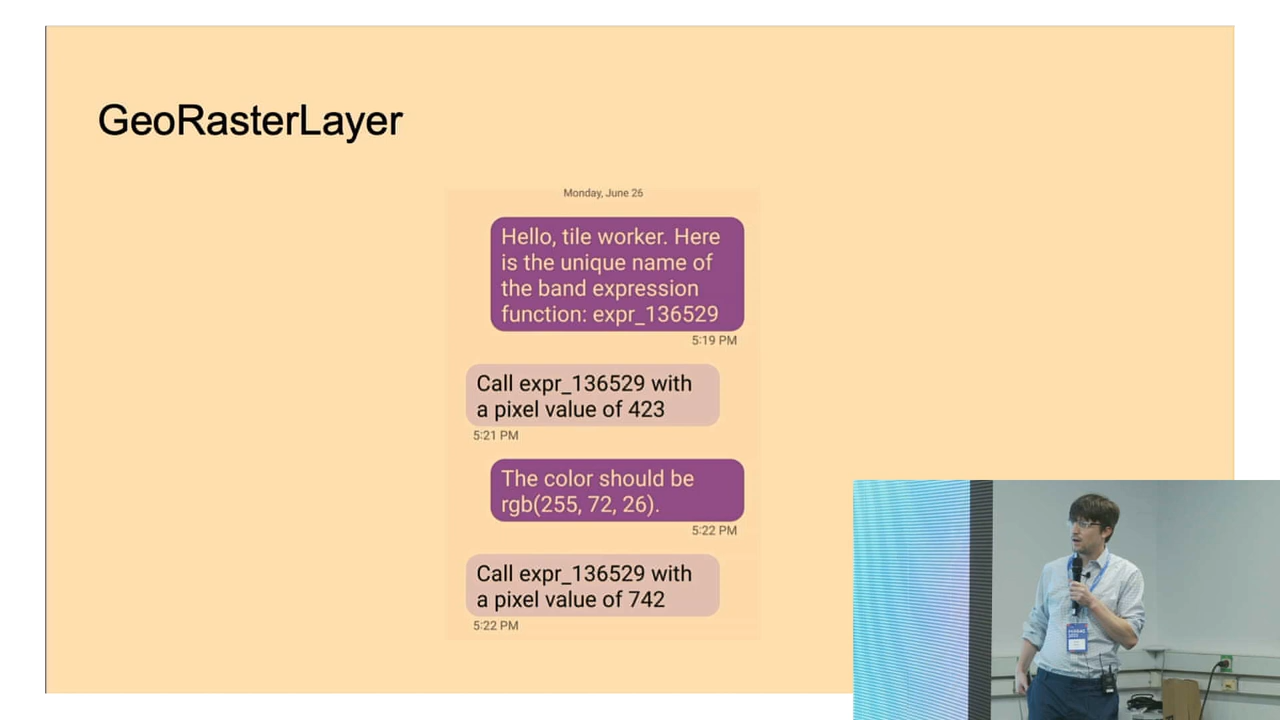 GeoRasterLayer
Monday, June 26
Hello, tile worker. Here
is the unique name of
the band expression
function: expr_136529
5:19 PM
Call expr_136529 with
a pixel value of 423
5:21 PM
The color should be
rgb(255, 72, 26).
5:22 PM
Call expr_136529 with
a pixel value of 742
5:22 PM